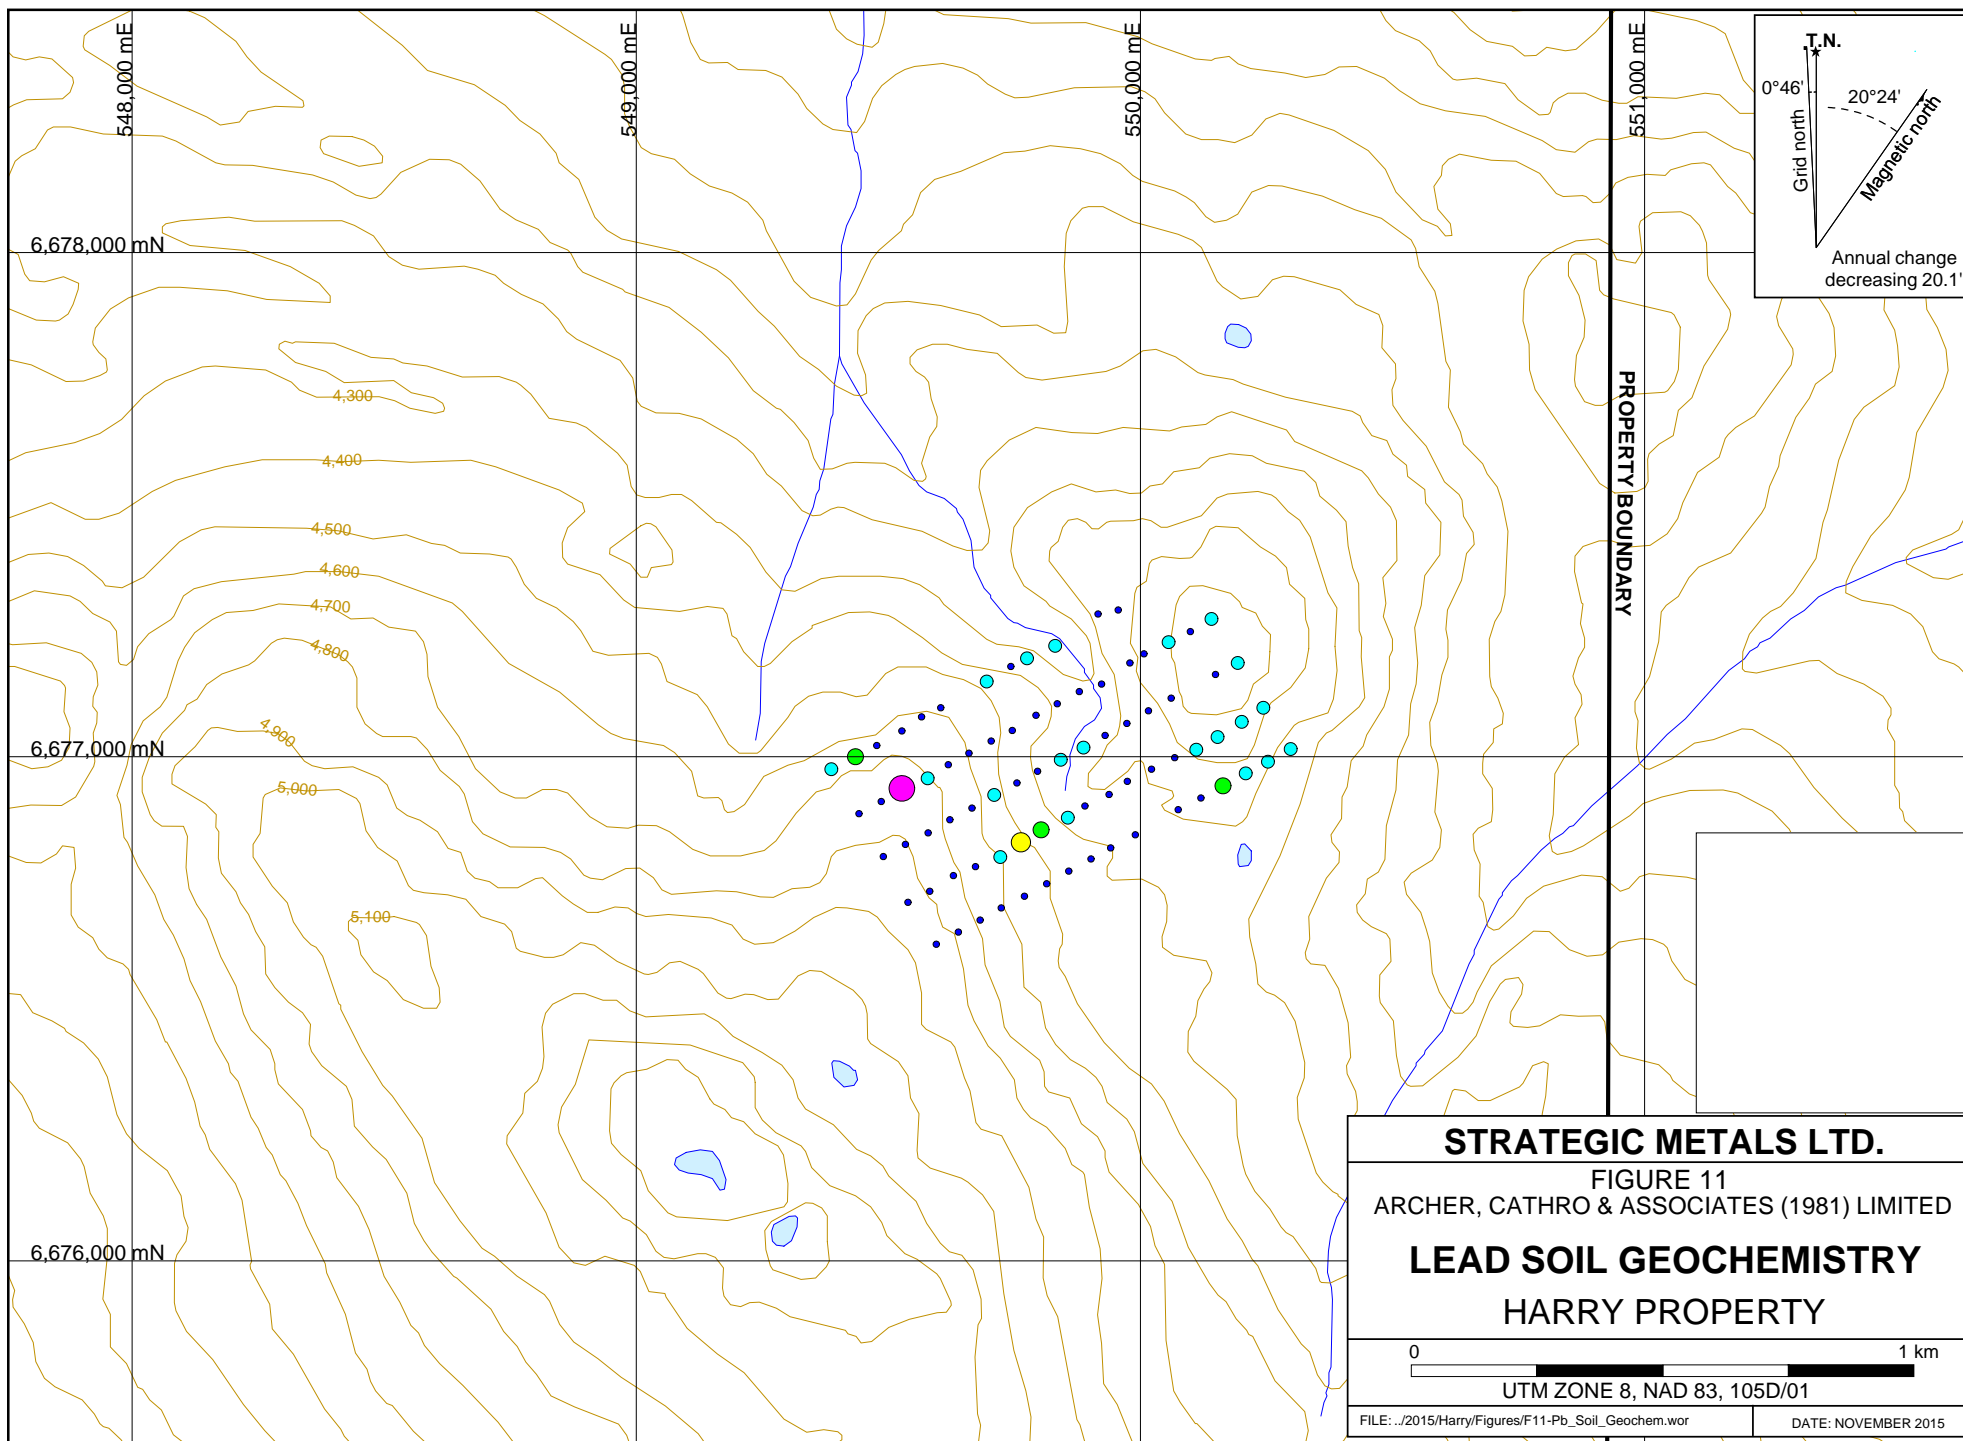 548,000 mE
549,000 mE
550,000 mE
551,000 mE
T.N.
0°46'
20°24'
Grid north
Magnetic north
Annual change
decreasing 20.1'
6,678,000 mN
PROPERTY BOUNDARY
4,300
4,400
4,500
4,600
4,700
4,800
4,900
6,677,000 mN
5,000
5,100
6,676,000 mN
STRATEGIC METALS LTD.
FIGURE 11
ARCHER, CATHRO & ASSOCIATES (1981) LIMITED
LEAD SOIL GEOCHEMISTRY
HARRY PROPERTY
0 1 km
UTM ZONE 8, NAD 83, 105D/01
FILE: ../2015/Harry/Figures/F11-Pb_Soil_Geochem.wor
DATE: NOVEMBER 2015